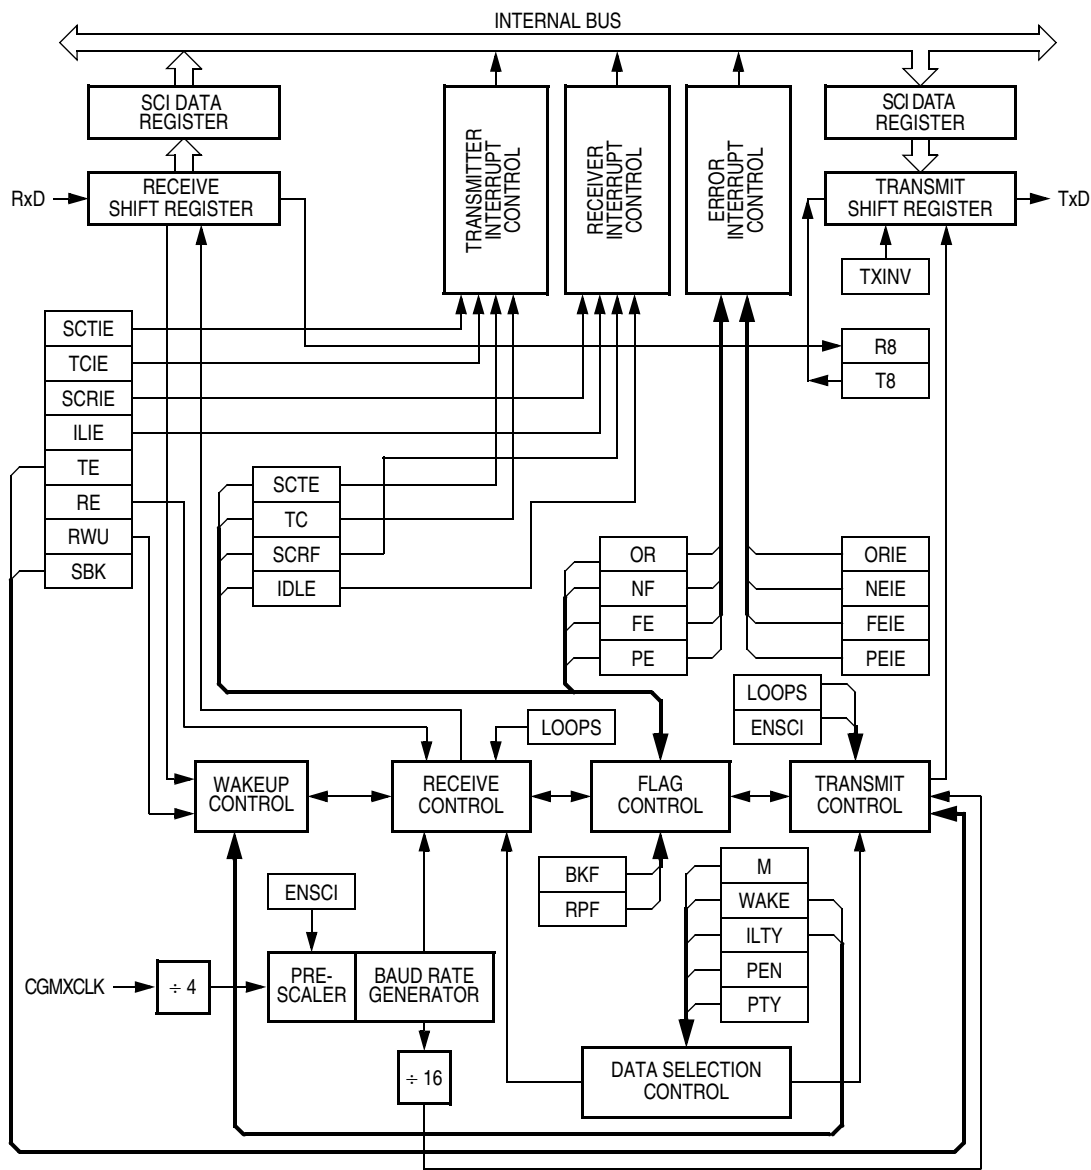 INTERNAL BUS
SCI DATA
REGISTER
TRANSMITTER
INTERRUPT
CONTROL
RECEIVER
INTERRUPT
CONTROL
ERROR
INTERRUPT
CONTROL
SCI DATA
REGISTER
RxD
RECEIVE
SHIFT REGISTER
TRANSMIT
SHIFT REGISTER
TxD
TXINV
SCTIE
TCIE
SCRIE
ILIE
TE
RE
RWU
SBK
R8
T8
SCTE
TC
SCRF
IDLE
OR
NF
FE
PE
ORIE
NEIE
FEIE
PEIE
LOOPS
ENSCI
LOOPS
WAKEUP
CONTROL
RECEIVE
CONTROL
FLAG
CONTROL
TRANSMIT
CONTROL
BKF
RPF
M
WAKE
ILTY
PEN
PTY
ENSCI
CGMXCLK
÷ 4
PRE-
SCALER
BAUD RATE
GENERATOR
÷ 16
DATA SELECTION
CONTROL